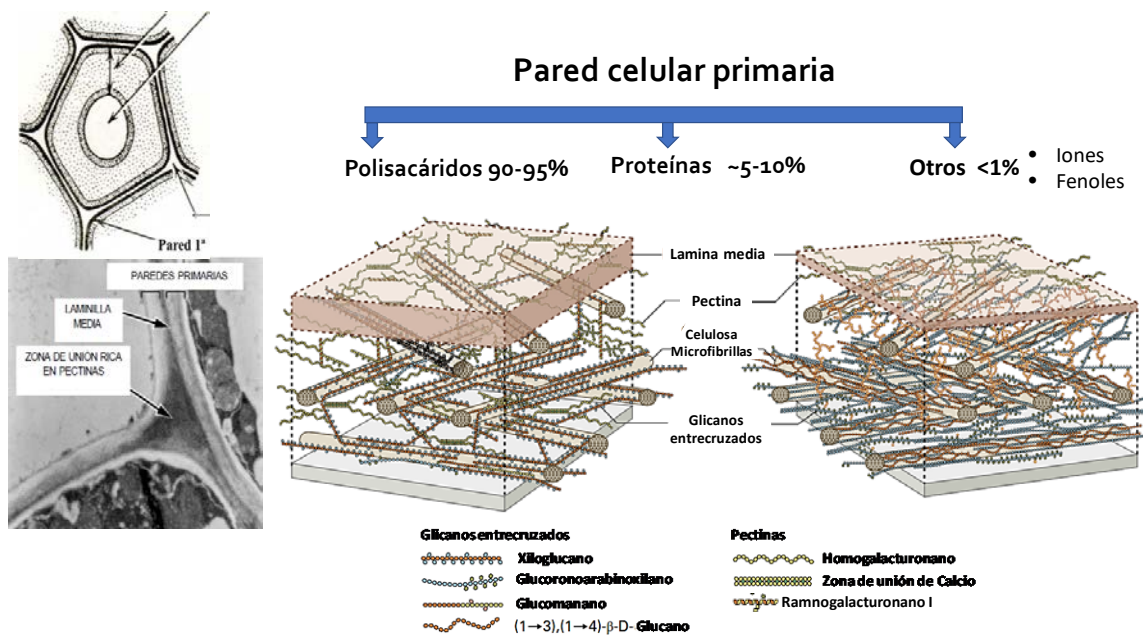 Pared celular primaria
Polisacáridos 90-95%
Proteínas ~5-10%
Otros <1%
• Iones
• Fenoles
Pared 1ª
PAREDES PRIMARIAS
LAMINILLA
MEDIA
ZONA DE UNIÓN RICA
EN PECTINAS
Lamina media
Pectina
Celulosa
Microfibrillas
Glicanos
entrecruzados
Glicanos entrecruzados
Xiloglucano
Glucoronoarabinoxilano
Glucomanano
(1→3),(1→4)-β-D-Glucano
Pectinas
Homogalacturonano
Zona de unión de Calcio
Ramnogalacturonano I